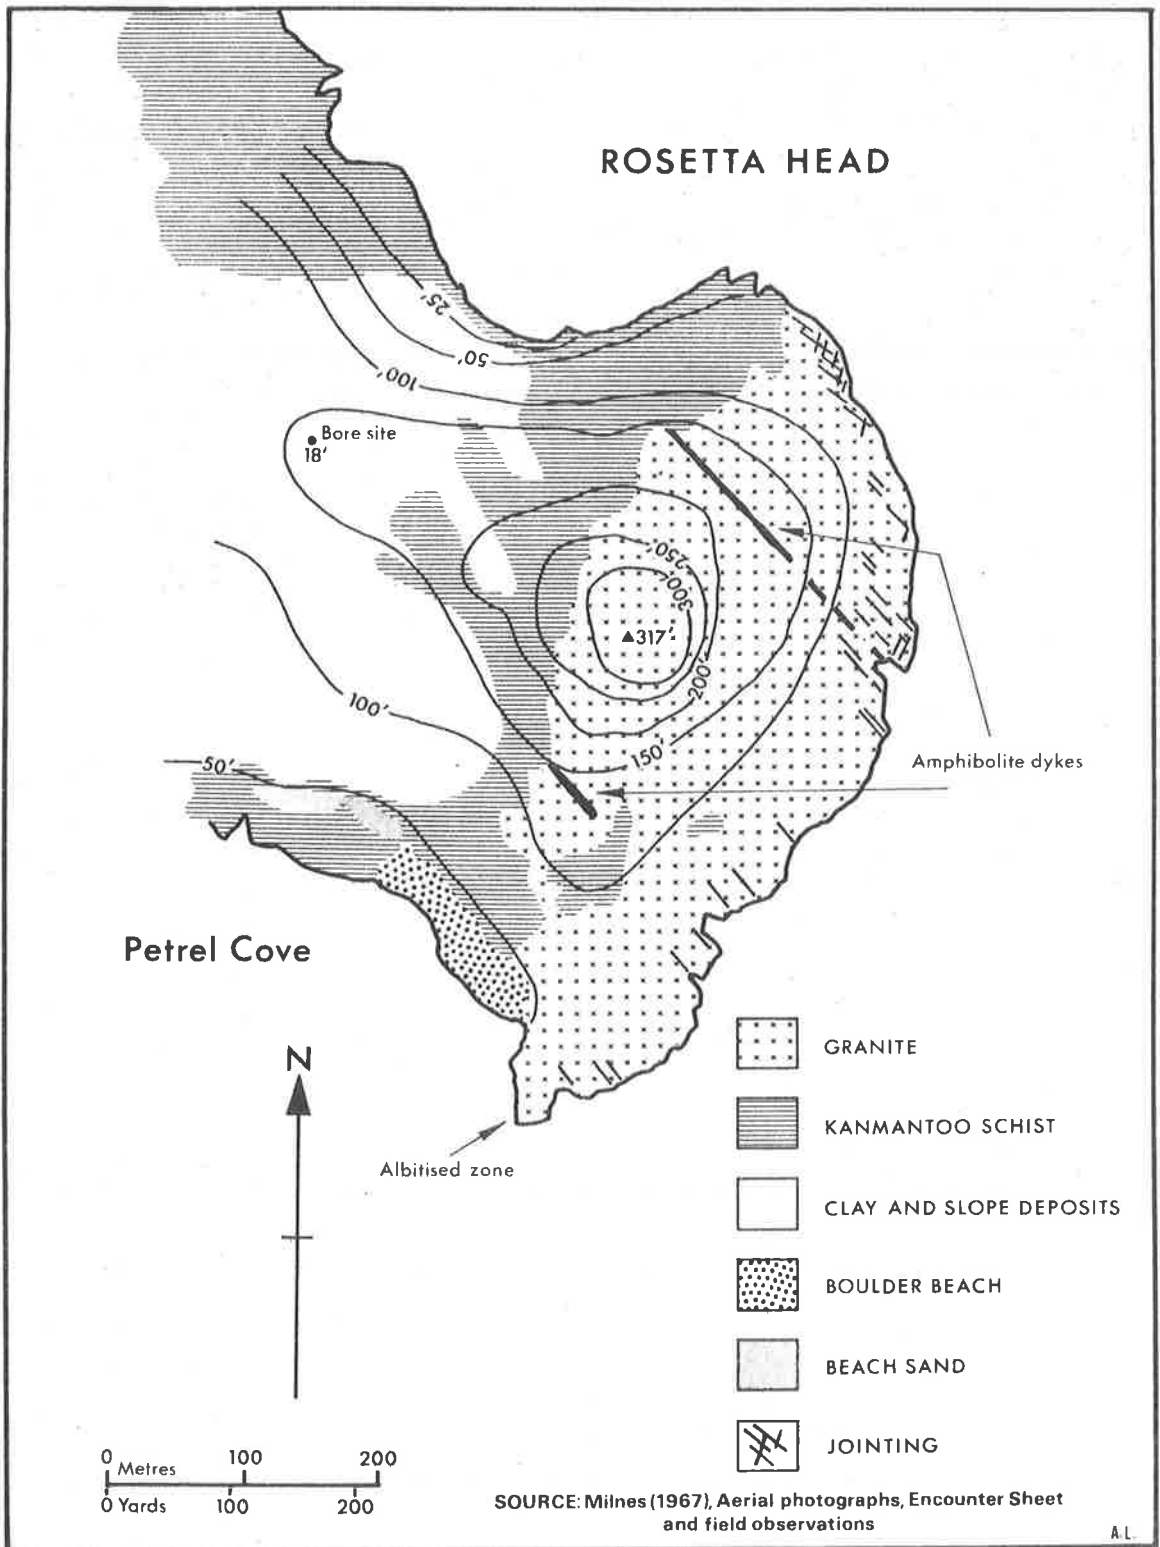 ROSETTA HEAD
25'
50'
100'
Bore site
18'
250'
300'
317'
200'
100'
150'
50'
Amphibolite dykes
Petrel Cove
N
Albitised zone
GRANITE
KANMANTOO SCHIST
CLAY AND SLOPE DEPOSITS
BOULDER BEACH
BEACH SAND
JOINTING
0 100 200
Metres
0 Yards 100 200
SOURCE: Milnes (1967), Aerial photographs, Encounter Sheet
and field observations
A.L.